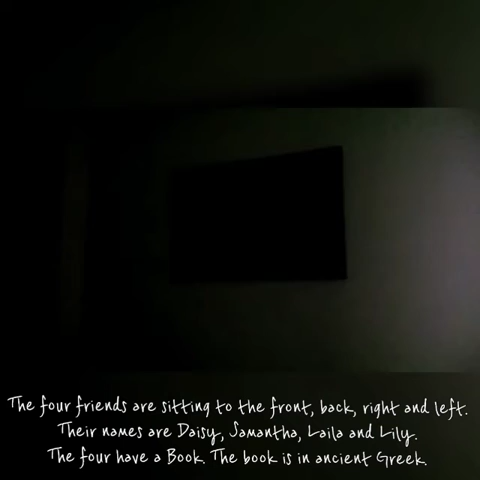 The four friends are sitting to the front, back, right and left.
Their names are Daisy, Samantha, Laila and Lily.
The four have a Book. The book is in ancient Greek.